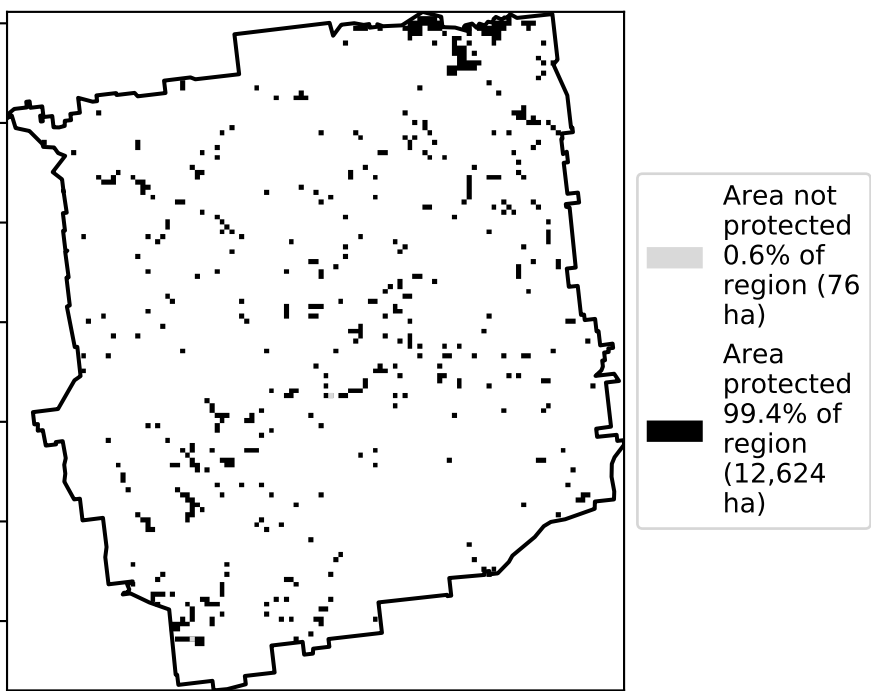 Area not
protected
0.6% of
region (76
ha)
Area
protected
99.4% of
region
(12,624
ha)